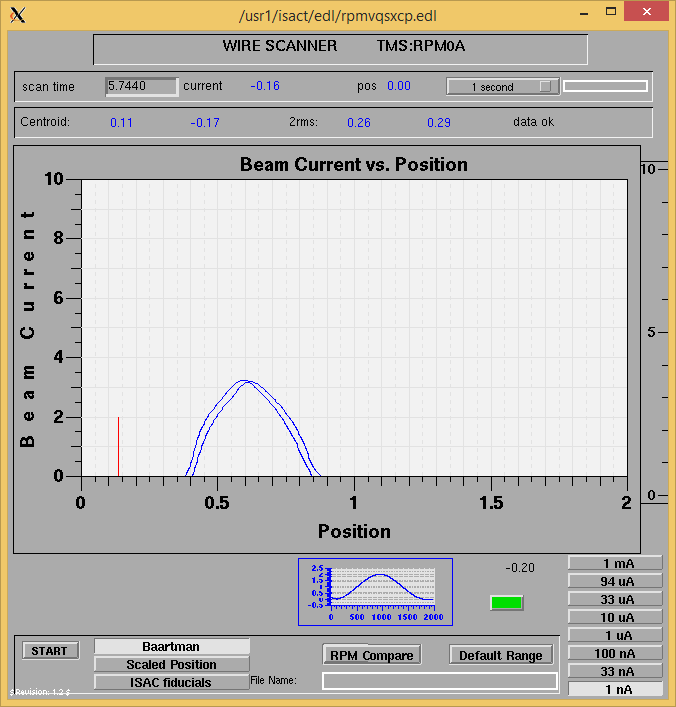 /usr1/isact/edl/rpmvqsxcp.edl
WIRE SCANNER TMS:RPM0A
scan time 5.7440 current -0.16 pos 0.00 1 second
Centroid: 0.11 -0.17 2rms: 0.26 0.29 data ok
Beam Current vs. Position
10
8
6
4
2
0
Beam Current
0 0.5 1 1.5 2
Position
10
5
0
2.5
2.0
1.5
1.0
0.5
0.0
-0.5
0 500 1000 1500 2000
-0.20
1 mA
94 uA
33 uA
10 uA
1 uA
100 nA
33 nA
1 nA
START
Baartman
Scaled Position
ISAC fiducials
RPM Compare
Default Range
File Name:
$Revision: 1.2 $